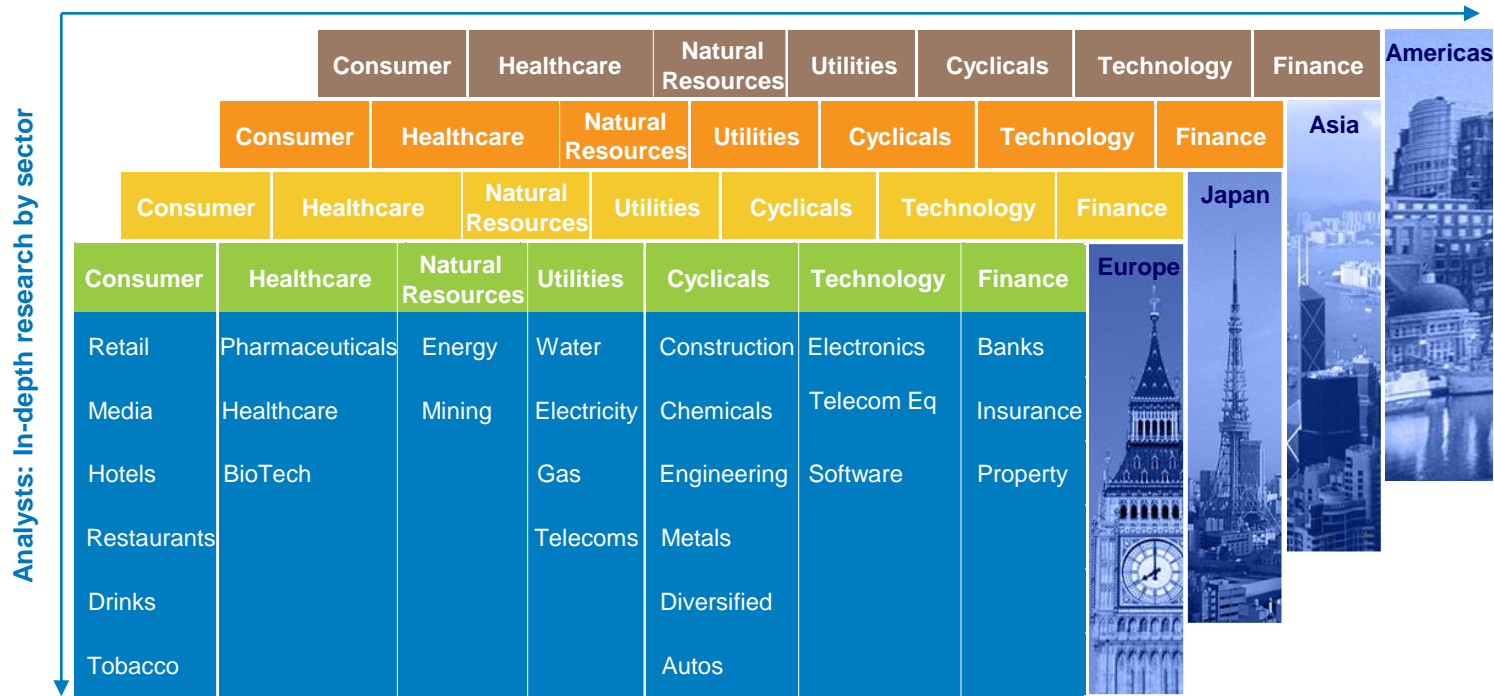 Analysts: In-depth research by sector
Consumer Healthcare Natural Resources Utilities Cyclicals Technology Finance Americas
Consumer Healthcare Natural Resources Utilities Cyclicals Technology Finance Asia
Consumer Healthcare Natural Resources Utilities Cyclicals Technology Finance Japan
Consumer Healthcare Natural Resources Utilities Cyclicals Technology Finance Europe
Retail Pharmaceuticals Energy Water Construction Electronics Banks
Media Healthcare Mining Electricity Chemicals Telecom Eq Insurance
Hotels BioTech Gas Engineering Software Property
Restaurants Telecoms Metals
Drinks Diversified
Tobacco Autos